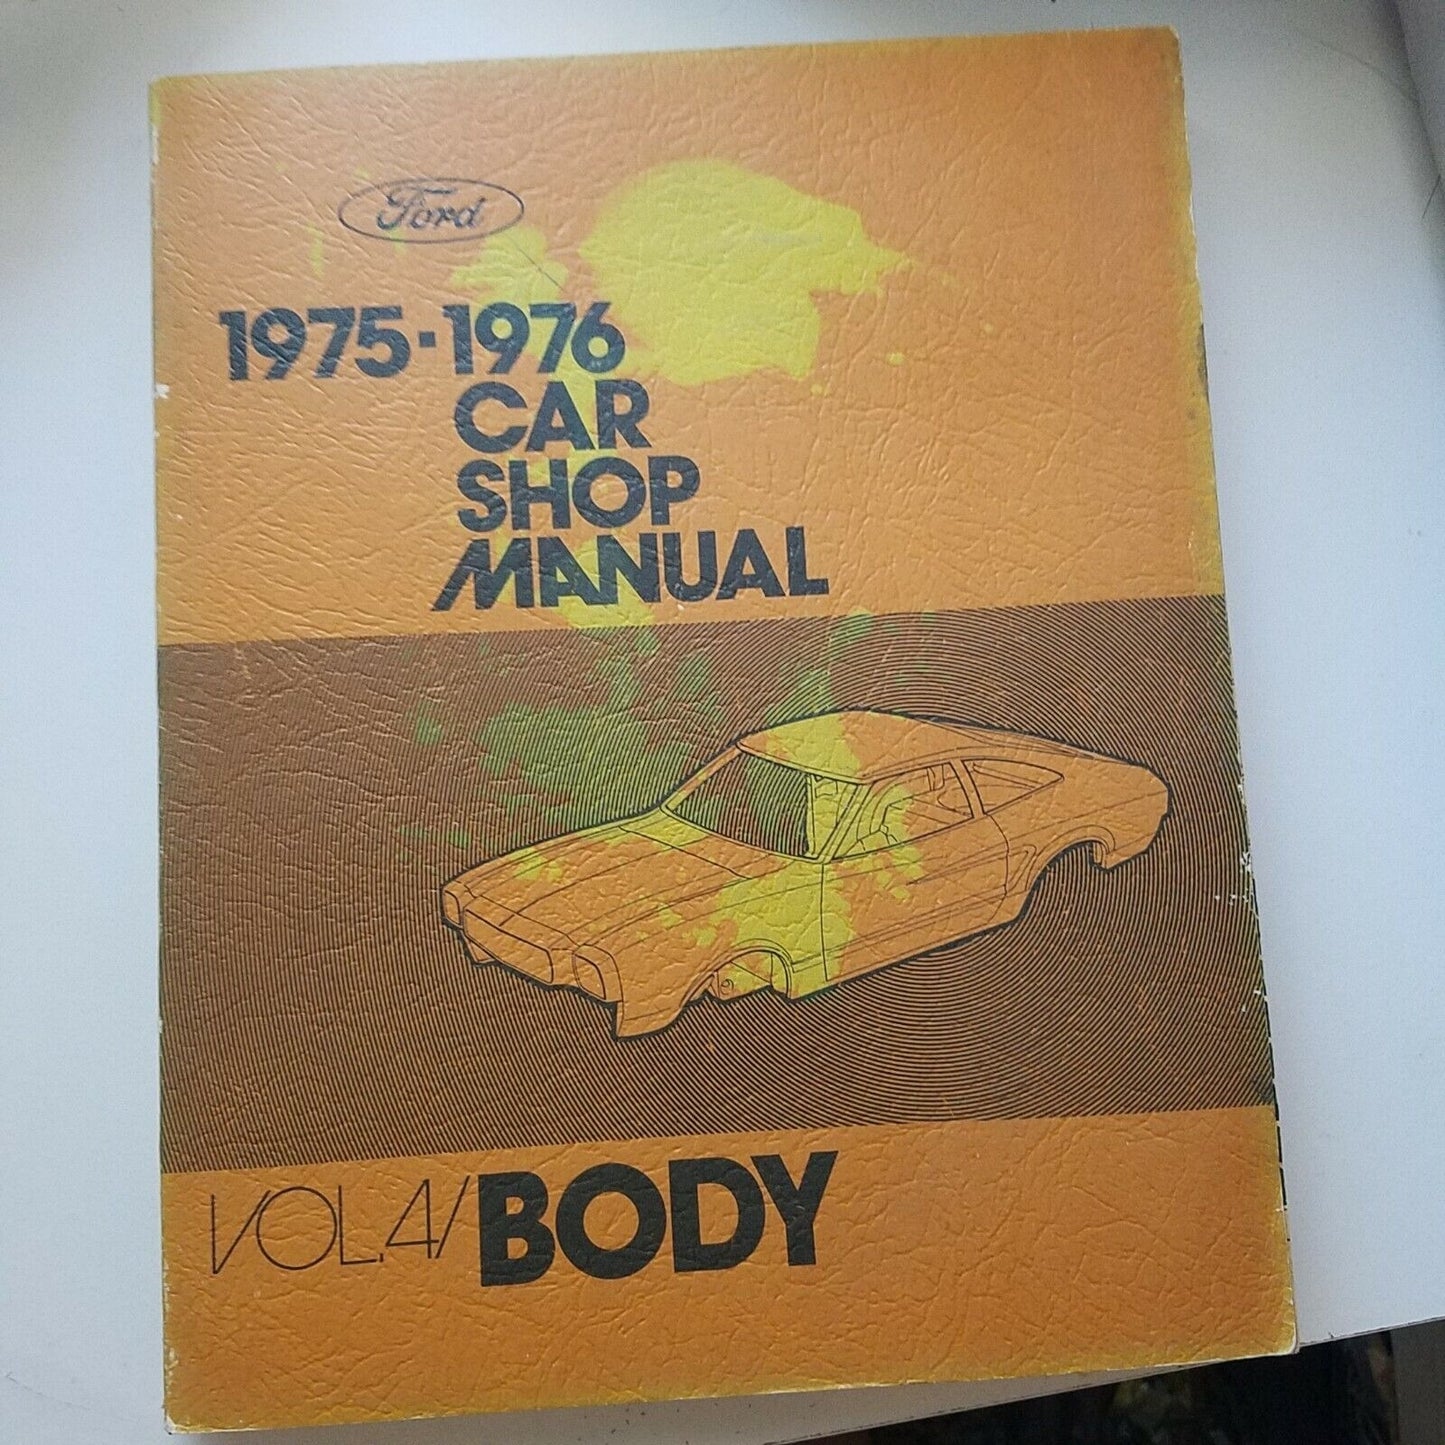 Ford
1975-1976
CAR
SHOP
MANUAL
VOL.4/BODY